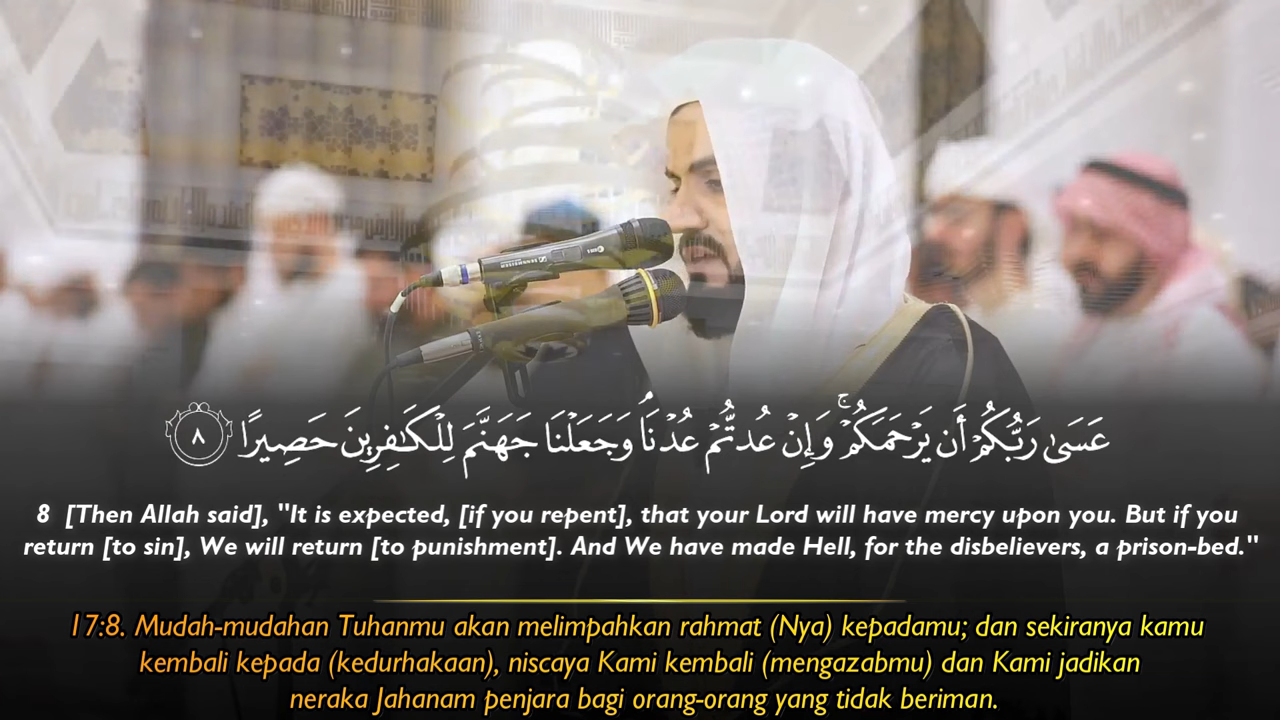 عَسَىٰ رَبُّكُمْ أَن يَرْحَمَكُمْ ۚ وَإِنْ عُدتُّمْ عُدْنَا ۘ وَجَعَلْنَا جَهَنَّمَ لِلْكَـٰفِرِينَ حَصِيرًا ٨
8 [Then Allah said], "It is expected, [if you repent], that your Lord will have mercy upon you. But if you
return [to sin], We will return [to punishment]. And We have made Hell, for the disbelievers, a prison-bed."
17:8. Mudah-mudahan Tuhanmu akan melimpahkan rahmat (Nya) kepadamu; dan sekiranya kamu
kembali kepada (kedurhakaan), niscaya Kami kembali (mengazabmu) dan Kami jadikan
neraka Jahanam penjara bagi orang-orang yang tidak beriman.